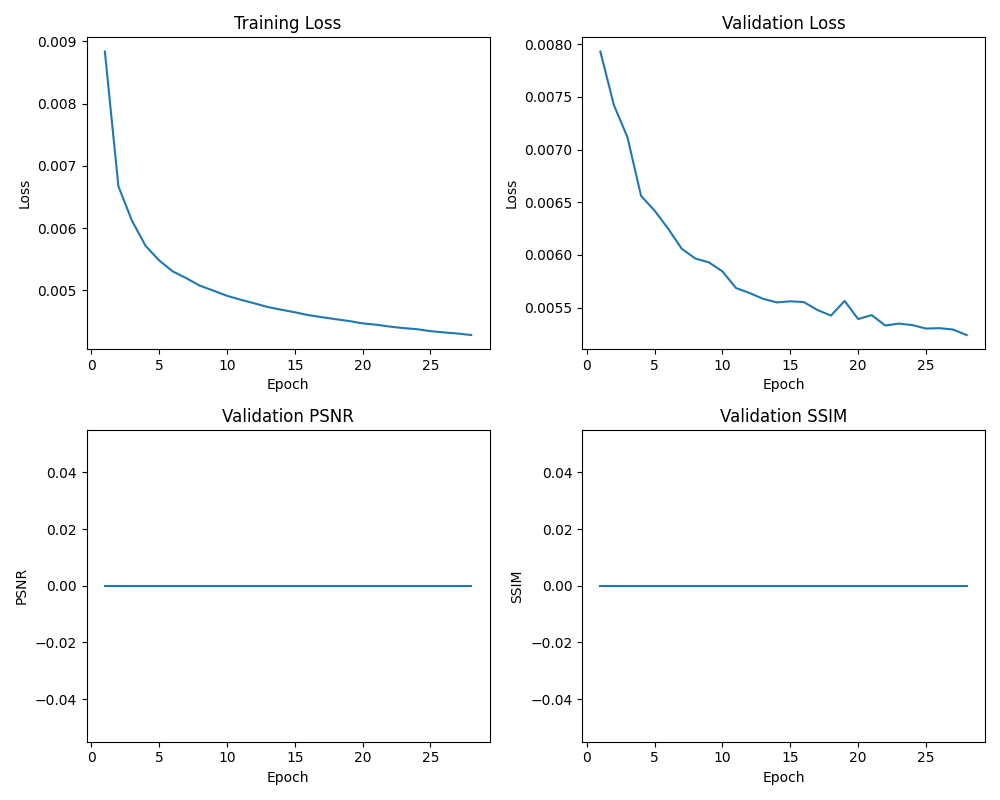 Training Loss
0.009
0.008
0.007
0.006
0.005
Loss
0 5 10 15 20 25
Epoch
Validation Loss
0.0080
0.0075
0.0070
0.0065
0.0060
0.0055
Loss
0 5 10 15 20 25
Epoch
Validation PSNR
0.04
0.02
0.00
−0.02
−0.04
PSNR
0 5 10 15 20 25
Epoch
Validation SSIM
0.04
0.02
0.00
−0.02
−0.04
SSIM
0 5 10 15 20 25
Epoch